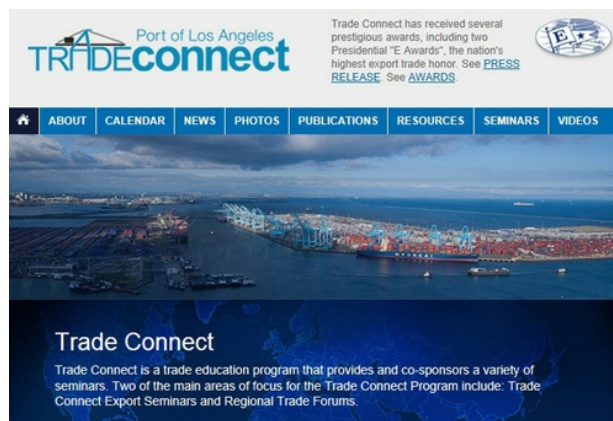 Port of Los Angeles
TRADEconnect
Trade Connect has received several
prestigious awards, including two
Presidential "E Awards", the nation's
highest export trade honor. See PRESS
RELEASE. See AWARDS.
E
ABOUT CALENDAR NEWS PHOTOS PUBLICATIONS RESOURCES SEMINARS VIDEOS
HYUNDAI
Trade Connect
Trade Connect is a trade education program that provides and co-sponsors a variety of
seminars. Two of the main areas of focus for the Trade Connect Program include: Trade
Connect Export Seminars and Regional Trade Forums.